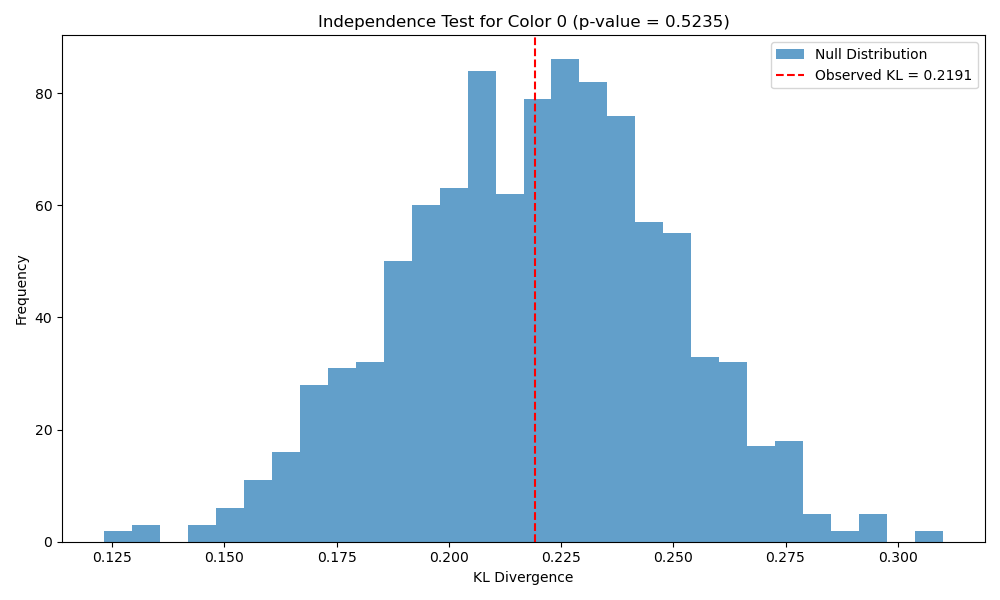 Independence Test for Color 0 (p-value = 0.5235)
Null Distribution
Observed KL = 0.2191
Frequency
80
60
40
20
0
0.125 0.150 0.175 0.200 0.225 0.250 0.275 0.300
KL Divergence